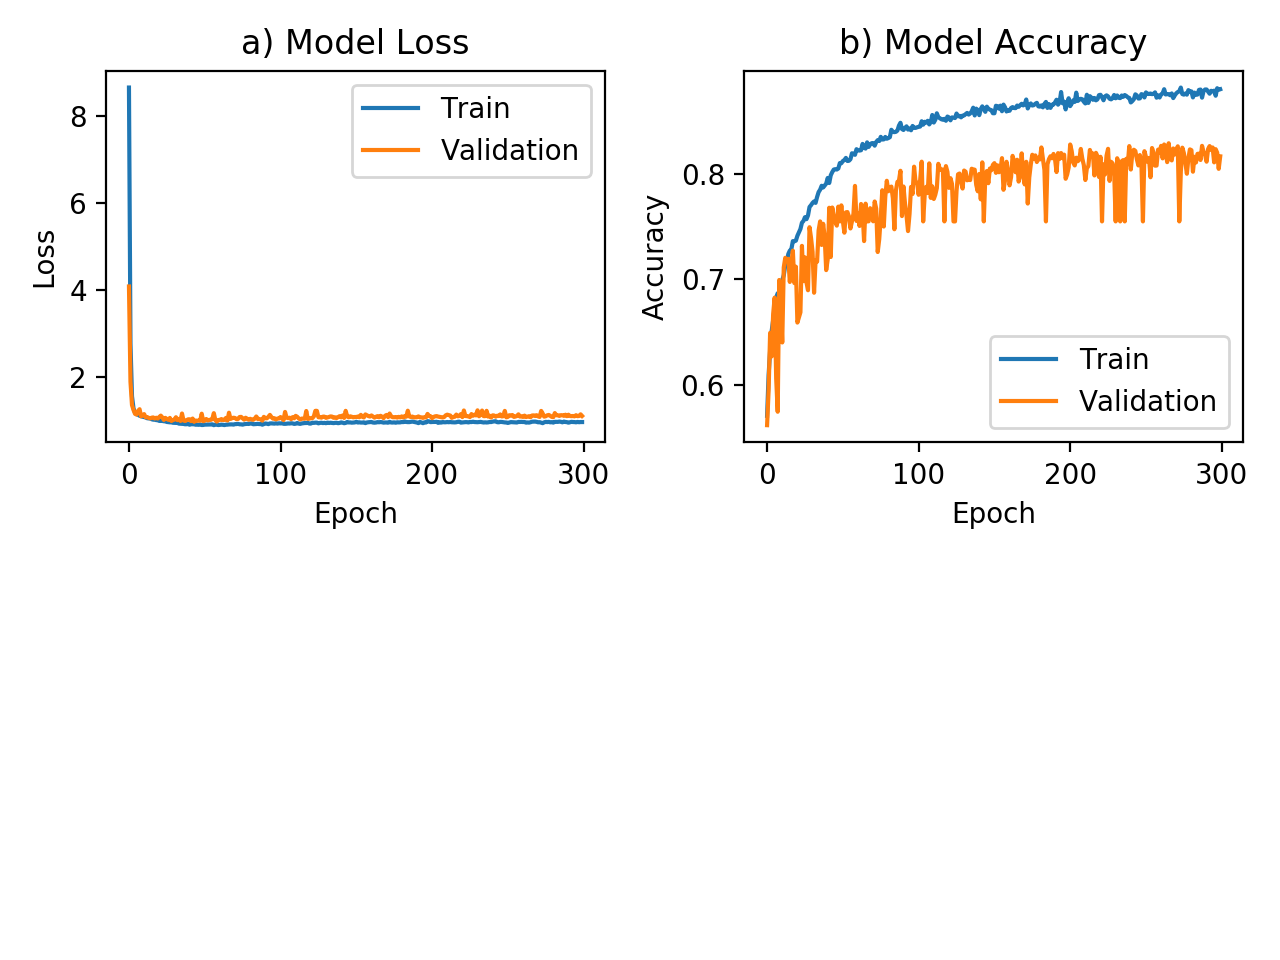 a) Model Loss
8
6
4
2
Loss
Train
Validation
0
100
200
300
Epoch
b) Model Accuracy
0.8
0.7
0.6
Accuracy
Train
Validation
0
100
200
300
Epoch